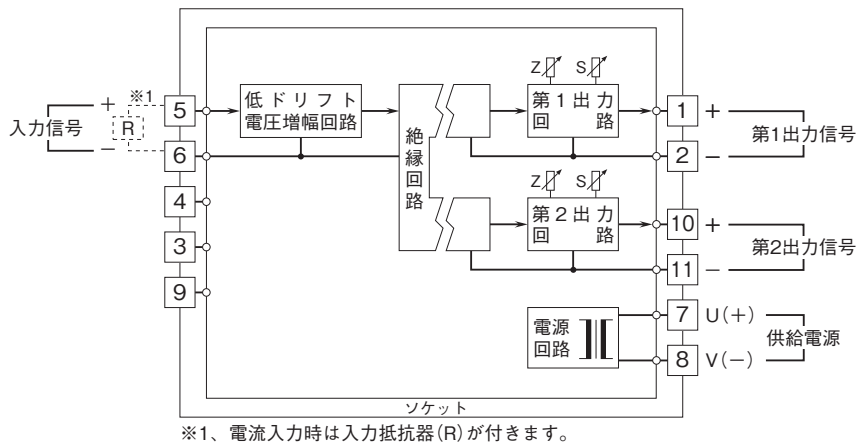 Z S
※1
+ 5 低ドリフト 第1出力 1 +
入力信号 R 電圧増幅回路 回 路 第1出力信号
− 6 絶縁回路 2 −
4 Z S
第2出力 10 +
3 回 路 第2出力信号
11 −
9
電源 7 U(+)
回路 供給電源
8 V(−)
ソケット
※1、電流入力時は入力抵抗器(R)が付きます。